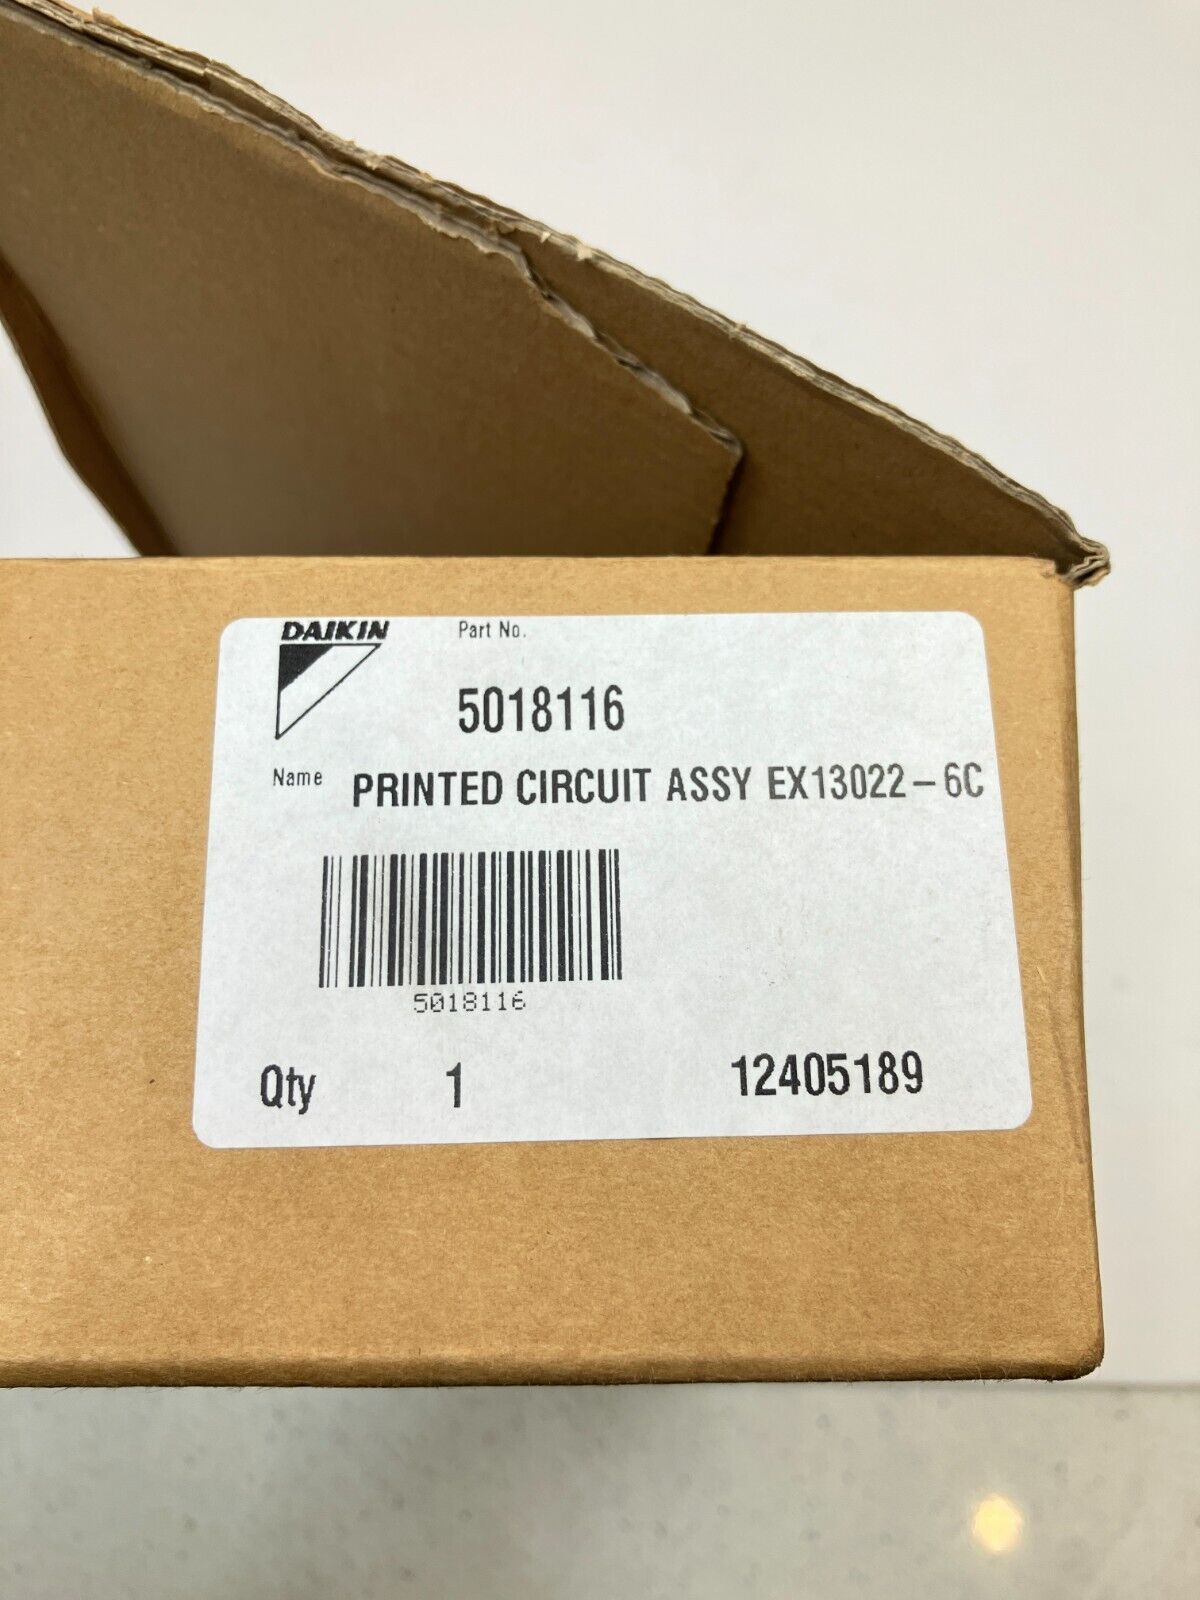 DAIKIN
Part No.
5018116
Name PRINTED CIRCUIT ASSY EX13022-6C
5018116
Qty 1 12405189